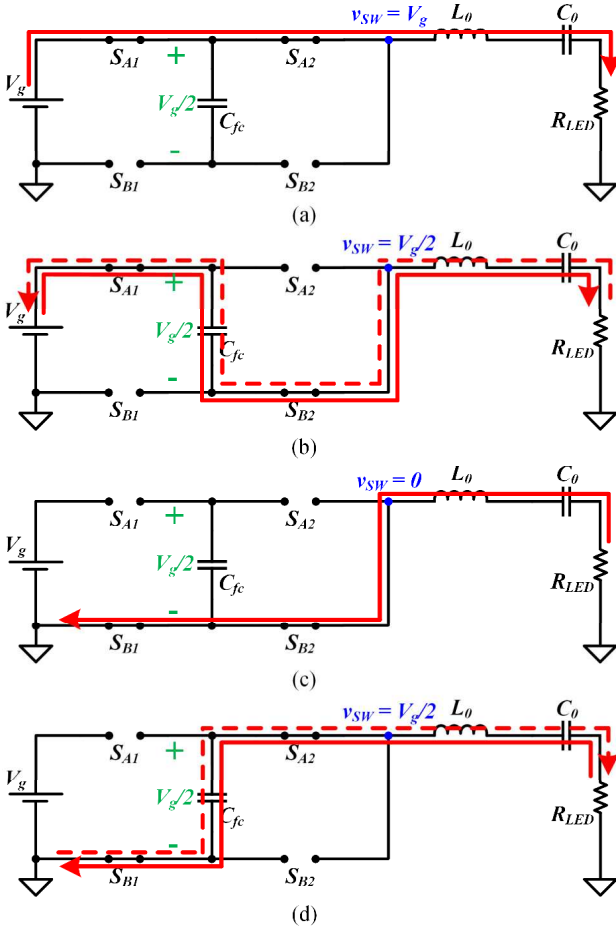 v_SW = V_g L_0 C_0
S_A1 + S_A2
V_g V_g/2 C_fc R_LED
-
S_B1 S_B2
(a)
v_SW = V_g/2 L_0 C_0
S_A1 + S_A2
V_g V_g/2 C_fc R_LED
-
S_B1 S_B2
(b)
v_SW = 0 L_0 C_0
S_A1 + S_A2
V_g V_g/2 C_fc R_LED
-
S_B1 S_B2
(c)
v_SW = V_g/2 L_0 C_0
S_A1 + S_A2
V_g V_g/2 C_fc R_LED
-
S_B1 S_B2
(d)